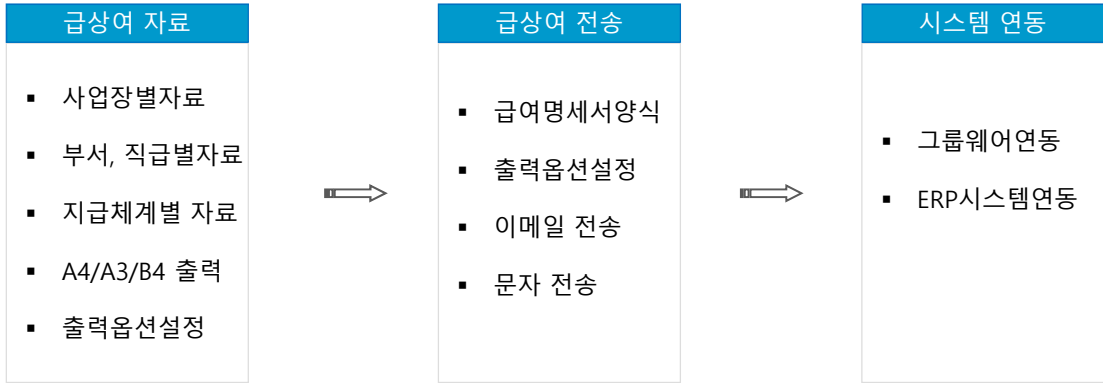 급상여 자료
사업장별자료
부서, 직급별자료
지급체계별 자료
A4/A3/B4 출력
출력옵션설정
급상여 전송
급여명세서양식
출력옵션설정
이메일 전송
문자 전송
시스템 연동
그룹웨어연동
ERP시스템연동